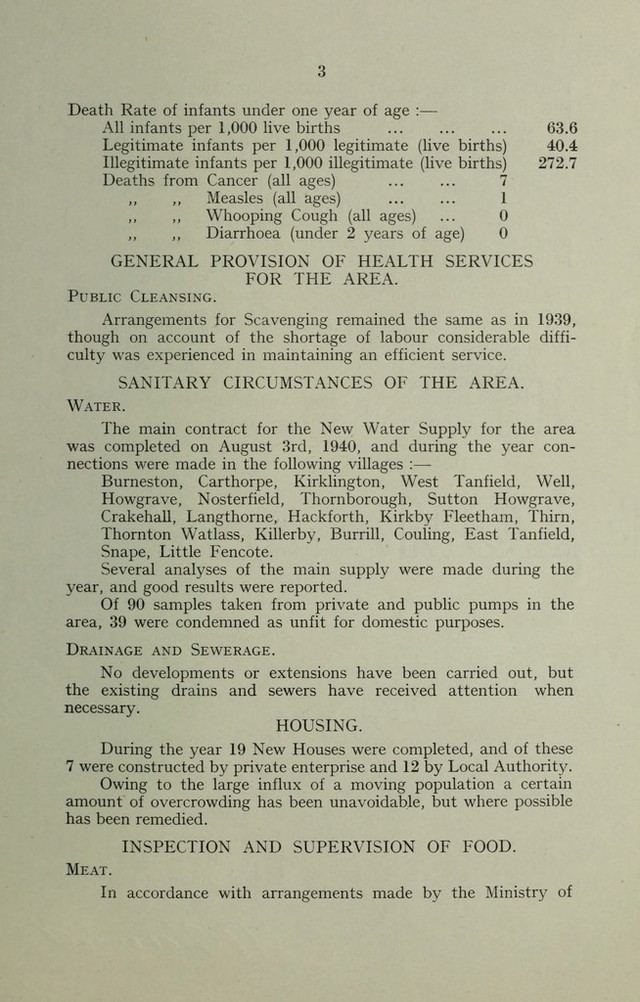 3
Death Rate of infants under one year of age :—
All infants per 1,000 live births ... ... ... 63.6
Legitimate infants per 1,000 legitimate (live births) 40.4
Illegitimate infants per 1,000 illegitimate (live births) 272.7
Deaths from Cancer (all ages) ... ... 7
,, ,, Measles (all ages) ... ... 1
,, ,, Whooping Cough (all ages) ... 0
,, ,, Diarrhoea (under 2 years of age) 0
GENERAL PROVISION OF HEALTH SERVICES
FOR THE AREA.
PUBLIC CLEANSING.
Arrangements for Scavenging remained the same as in 1939,
though on account of the shortage of labour considerable diffi-
culty was experienced in maintaining an efficient service.
SANITARY CIRCUMSTANCES OF THE AREA.
WATER.
The main contract for the New Water Supply for the area
was completed on August 3rd, 1940, and during the year con-
nections were made in the following villages :—
Burneston, Carthorpe, Kirklington, West Tanfield, Well,
Howgrave, Nosterfield, Thornborough, Sutton Howgrave,
Crakehall, Langthorne, Hackforth, Kirkby Fleetham, Thirn,
Thornton Watlass, Killerby, Burrill, Couling, East Tanfield,
Snape, Little Fencote.
Several analyses of the main supply were made during the
year, and good results were reported.
Of 90 samples taken from private and public pumps in the
area, 39 were condemned as unfit for domestic purposes.
DRAINAGE AND SEWERAGE.
No developments or extensions have been carried out, but
the existing drains and sewers have received attention when
necessary.
HOUSING.
During the year 19 New Houses were completed, and of these
7 were constructed by private enterprise and 12 by Local Authority.
Owing to the large influx of a moving population a certain
amount of overcrowding has been unavoidable, but where possible
has been remedied.
INSPECTION AND SUPERVISION OF FOOD.
MEAT.
In accordance with arrangements made by the Ministry of